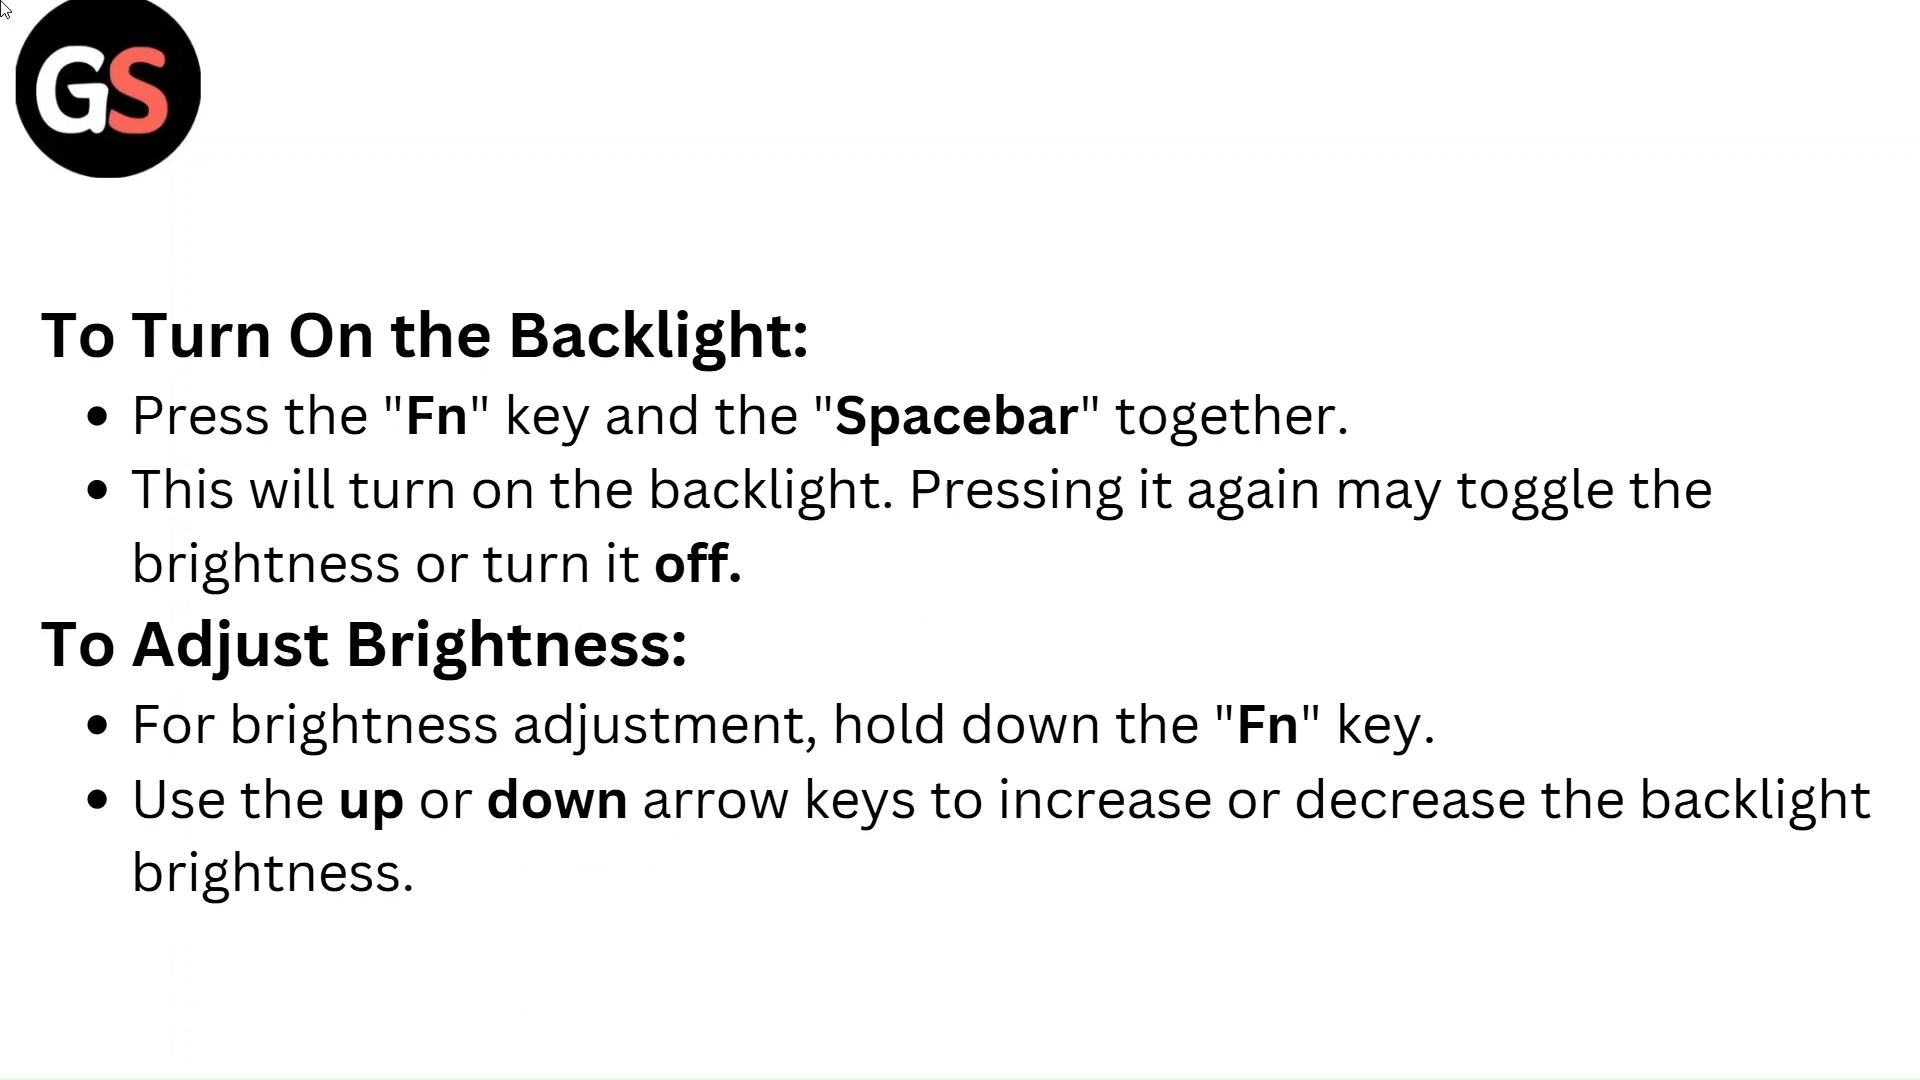 GS
To Turn On the Backlight:
• Press the "Fn" key and the "Spacebar" together.
• This will turn on the backlight. Pressing it again may toggle the
brightness or turn it off.
To Adjust Brightness:
• For brightness adjustment, hold down the "Fn" key.
• Use the up or down arrow keys to increase or decrease the backlight
brightness.